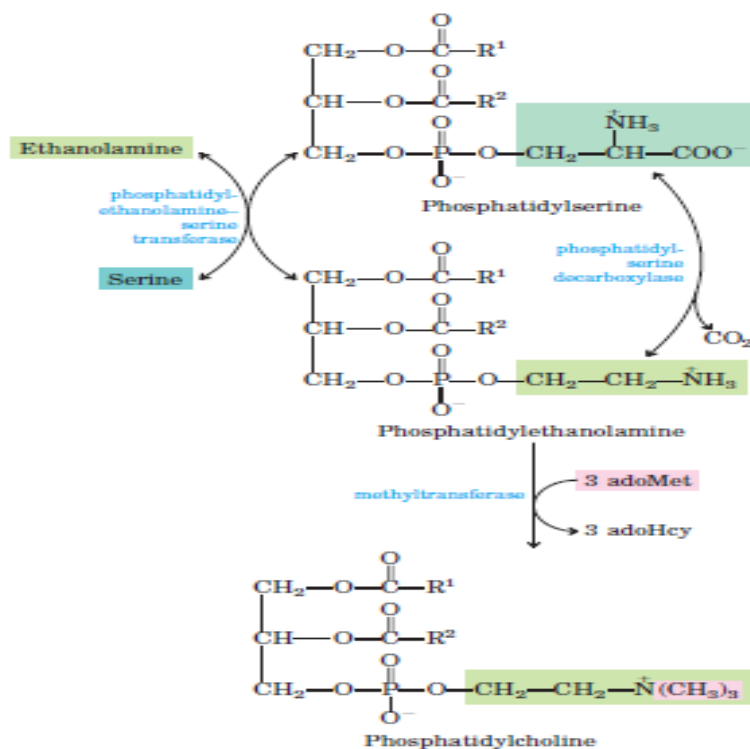 O
CH₂—O—C—R¹
O
CH—O—C—R²
O
N⁺H₃
Ethanolamine
CH₂—O—P—O—CH₂—CH—COO⁻
O⁻
phosphatidyl-
ethanolamine–
serine
transferase
Phosphatidylserine
Serine
phosphatidyl-
serine
decarboxylase
O
CH₂—O—C—R¹
O
CH—O—C—R²
O
CO₂
CH₂—O—P—O—CH₂—CH₂—N⁺H₃
O⁻
Phosphatidylethanolamine
methyltransferase
3 adoMet
3 adoHcy
O
CH₂—O—C—R¹
O
CH—O—C—R²
O
CH₂—O—P—O—CH₂—CH₂—N⁺(CH₃)₃
O⁻
Phosphatidylcholine